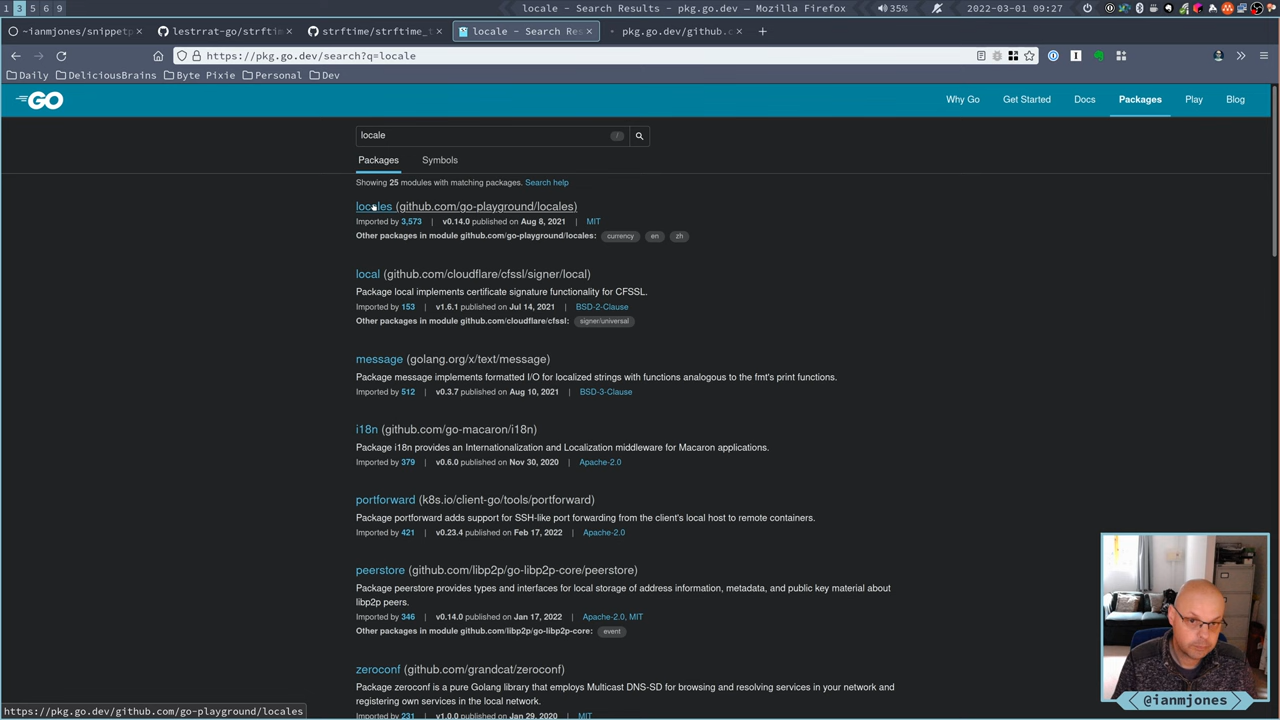 1 3 5 6 9
locale - Search Results - pkg.go.dev — Mozilla Firefox
35%
2022-03-01 09:27
~ianmjones/snippetp
lestrrat-go/strftim
strftime/strftime_t
locale - Search Res
pkg.go.dev/github.c
https://pkg.go.dev/search?q=locale
Daily
DeliciousBrains
Byte Pixie
Personal
Dev
GO
Why Go
Get Started
Docs
Packages
Play
Blog
locale
/
Packages
Symbols
Showing 25 modules with matching packages. Search help
locales (github.com/go-playground/locales)
Imported by 3,573 | v0.14.0 published on Aug 8, 2021 | MIT
Other packages in module github.com/go-playground/locales: currency en zh
local (github.com/cloudflare/cfssl/signer/local)
Package local implements certificate signature functionality for CFSSL.
Imported by 153 | v1.6.1 published on Jul 14, 2021 | BSD-2-Clause
Other packages in module github.com/cloudflare/cfssl: signer/universal
message (golang.org/x/text/message)
Package message implements formatted I/O for localized strings with functions analogous to the fmt's print functions.
Imported by 512 | v0.3.7 published on Aug 10, 2021 | BSD-3-Clause
i18n (github.com/go-macaron/i18n)
Package i18n provides an Internationalization and Localization middleware for Macaron applications.
Imported by 379 | v0.6.0 published on Nov 30, 2020 | Apache-2.0
portforward (k8s.io/client-go/tools/portforward)
Package portforward adds support for SSH-like port forwarding from the client's local host to remote containers.
Imported by 421 | v0.23.4 published on Feb 17, 2022 | Apache-2.0
peerstore (github.com/libp2p/go-libp2p-core/peerstore)
Package peerstore provides types and interfaces for local storage of address information, metadata, and public key material about
libp2p peers.
Imported by 346 | v0.14.0 published on Jan 17, 2022 | Apache-2.0, MIT
Other packages in module github.com/libp2p/go-libp2p-core: event
zeroconf (github.com/grandcat/zeroconf)
Package zeroconf is a pure Golang library that employs Multicast DNS-SD for browsing and resolving services in your network and
registering own services in the local network.
Imported by 231 | v1.0.0 published on Jan 29, 2020 | MIT
https://pkg.go.dev/github.com/go-playground/locales
@ianmjones